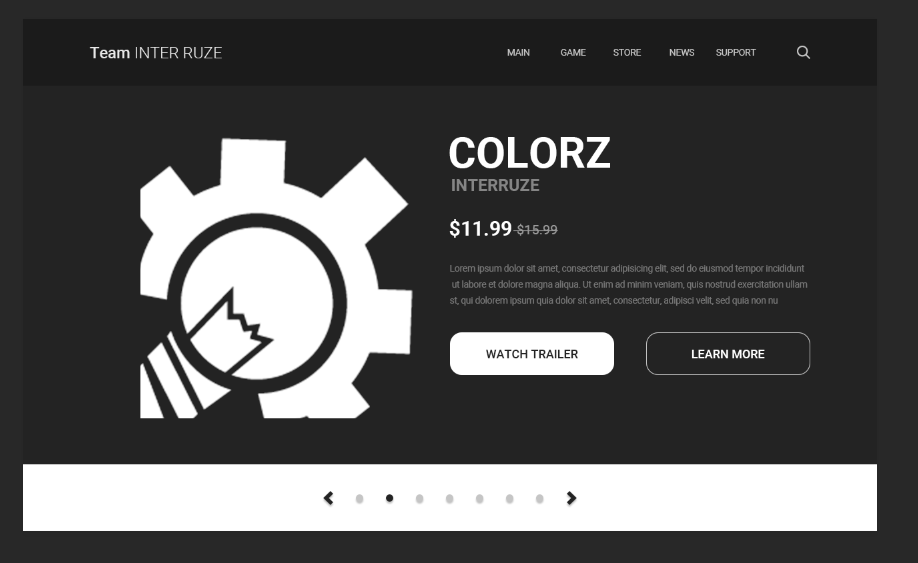 Team INTER RUZE
MAIN GAME STORE NEWS SUPPORT
COLORZ
INTERRUZE
$11.99 $15.99
Lorem ipsum dolor sit amet, consectetur adipisicing elit, sed do eiusmod tempor incididunt
ut labore et dolore magna aliqua. Ut enim ad minim veniam, quis nostrud exercitation ullam
st, qui dolorem ipsum quia dolor sit amet, consectetur, adipisci velit, sed quia non nu
WATCH TRAILER LEARN MORE